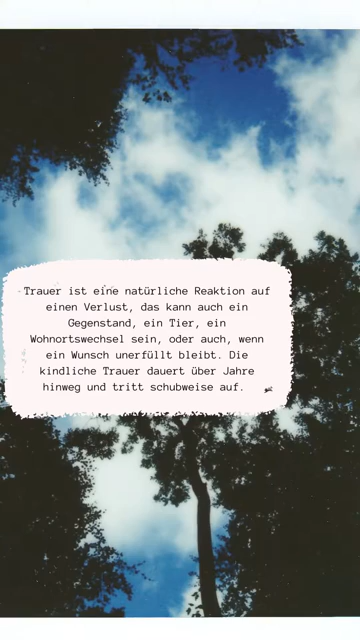 Trauer ist eine natürliche Reaktion auf
einen Verlust, das kann auch ein
Gegenstand, ein Tier, ein
Wohnortswechsel sein, oder auch, wenn
ein Wunsch unerfüllt bleibt. Die
kindliche Trauer dauert über Jahre
hinweg und tritt schubweise auf.